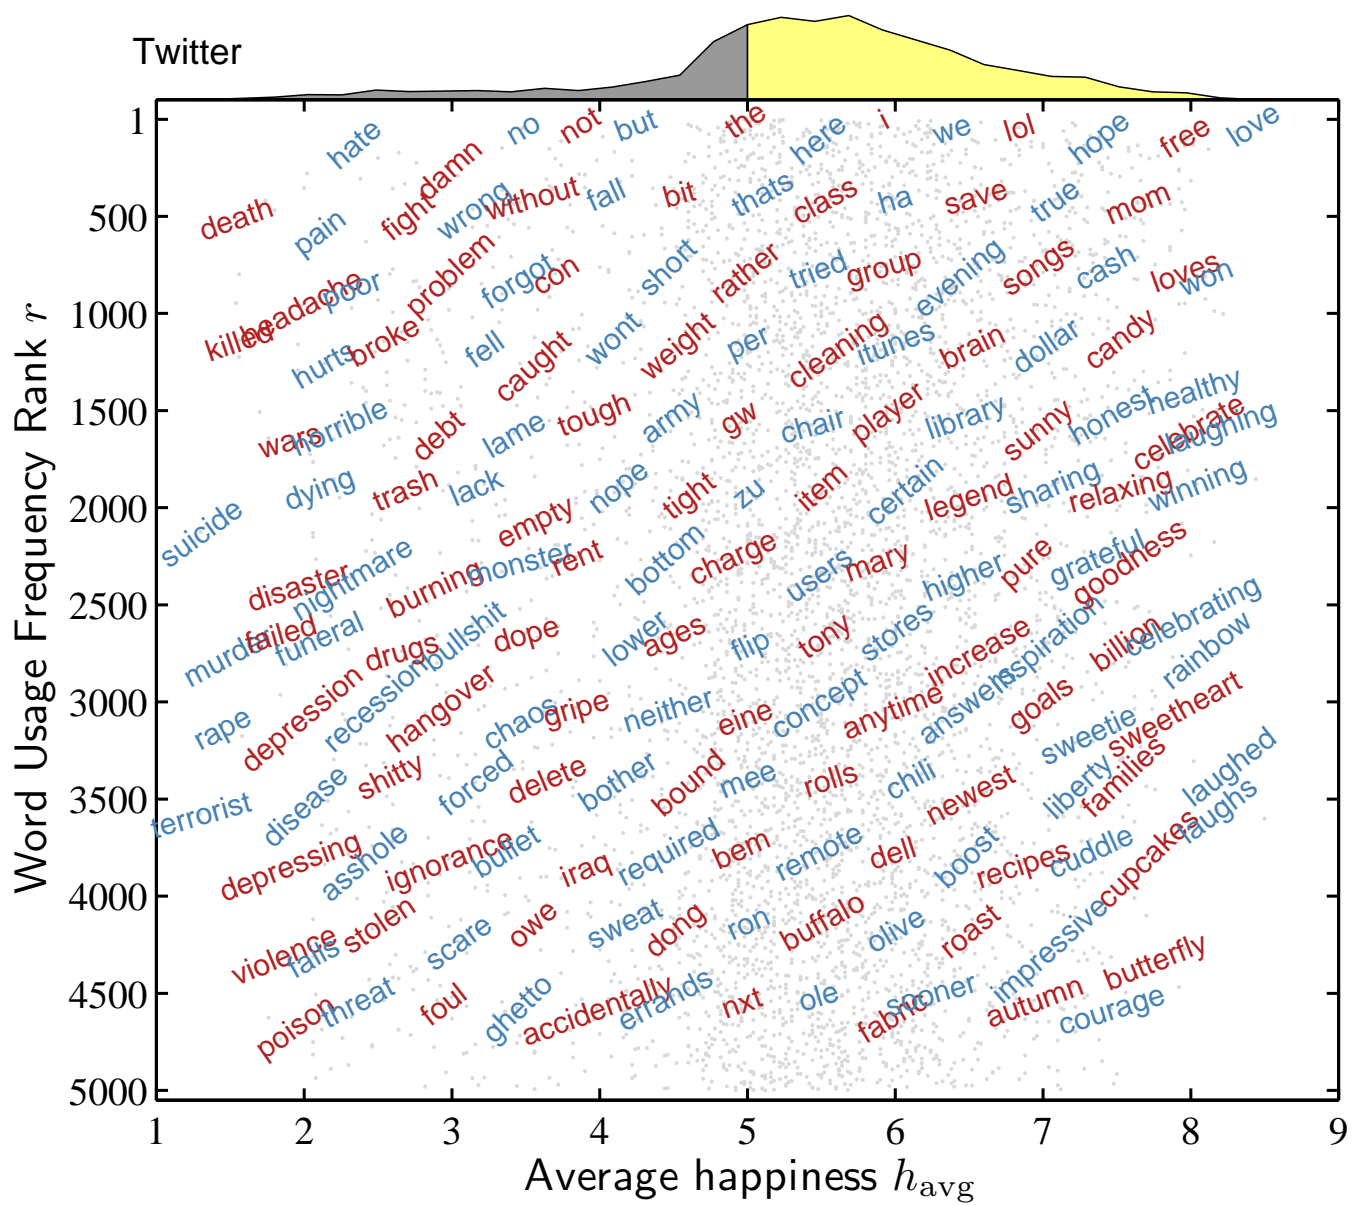 Twitter
1
hate
no
not
but
the
here
i
we
lol
hope
free
love
500
death
pain
fight
damn
wrong
without
fall
bit
thats
class
ha
save
true
mom
1000
killed
headache
poor
problem
broke
forgot
con
short
rather
tried
group
evening
songs
cash
loves
won
hurts
fell
caught
wont
weight
per
cleaning
itunes
brain
dollar
candy
1500
wars
horrible
debt
lame
tough
army
gw
chair
player
library
sunny
honest
healthy
celebrate
laughing
2000
suicide
dying
trash
lack
empty
nope
tight
zu
item
certain
legend
sharing
relaxing
winning
2500
disaster
nightmare
burning
monster
rent
bottom
charge
users
mary
higher
pure
grateful
goodness
murder
failed
funeral
drugs
bullshit
dope
lower
ages
flip
tony
stores
increase
inspiration
billion
celebrating
rainbow
3000
rape
depression
recession
hangover
chaos
gripe
neither
eine
concept
anytime
answers
goals
sweetie
sweetheart
3500
terrorist
disease
shitty
forced
delete
bother
bound
mee
rolls
chili
newest
liberty
families
laughed
laughs
4000
depressing
asshole
ignorance
bullet
iraq
required
bem
remote
dell
boost
recipes
cuddle
cupcakes
violence
falls
stolen
scare
owe
sweat
dong
ron
buffalo
olive
roast
impressive
4500
poison
threat
foul
ghetto
accidentally
errands
nxt
ole
fabric
sooner
autumn
butterfly
courage
5000
1 2 3 4 5 6 7 8 9
Average happiness h_avg
Word Usage Frequency Rank r